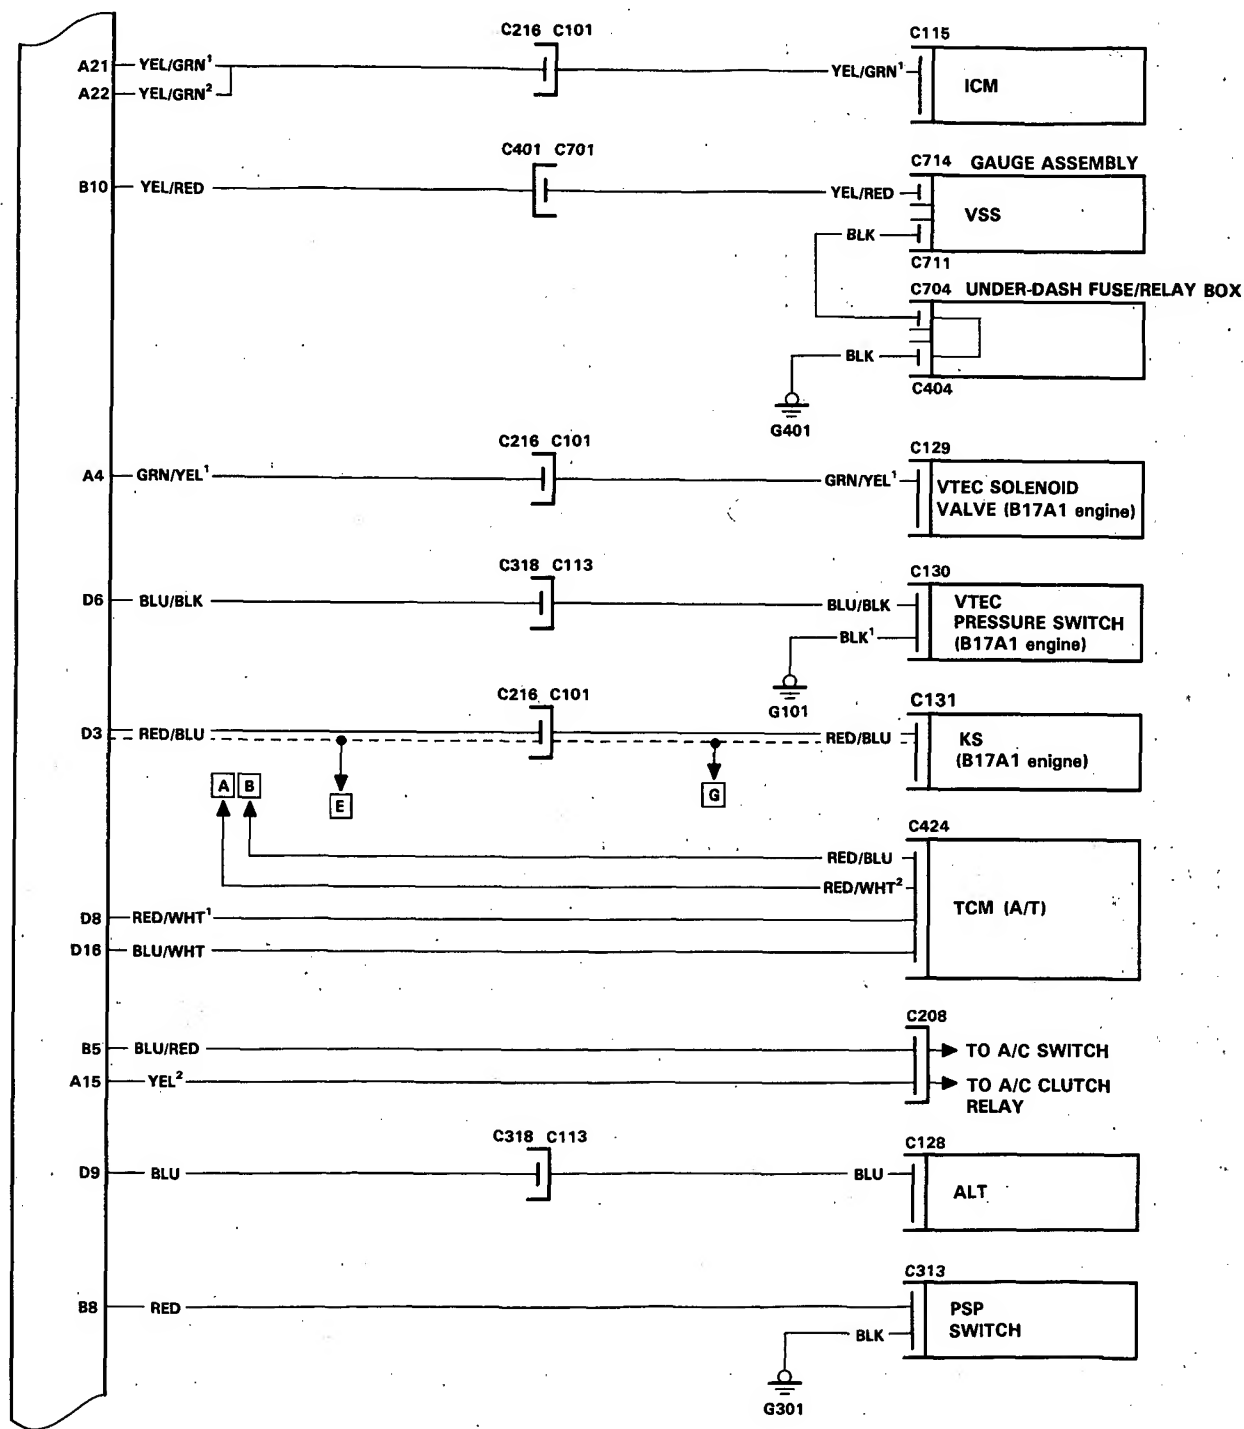 C216 C101
C115
A21 YEL/GRN¹ YEL/GRN¹ ICM
A22 YEL/GRN²
C401 C701
C714 GAUGE ASSEMBLY
B10 YEL/RED YEL/RED VSS
BLK
C711
C704 UNDER-DASH FUSE/RELAY BOX
BLK
C404
G401
C216 C101
C129
A4 GRN/YEL¹ GRN/YEL¹ VTEC SOLENOID
VALVE (B17A1 engine)
C318 C113
C130
D6 BLU/BLK BLU/BLK VTEC
PRESSURE SWITCH
BLK¹ (B17A1 engine)
G101
C216 C101
C131
D3 RED/BLU RED/BLU KS
(B17A1 enigne)
A B E G
C424
RED/BLU
RED/WHT²
TCM (A/T)
D8 RED/WHT¹
D16 BLU/WHT
C208
B5 BLU/RED TO A/C SWITCH
A15 YEL² TO A/C CLUTCH
RELAY
C318 C113
C128
D9 BLU BLU ALT
C313
B8 RED PSP
SWITCH
BLK
G301